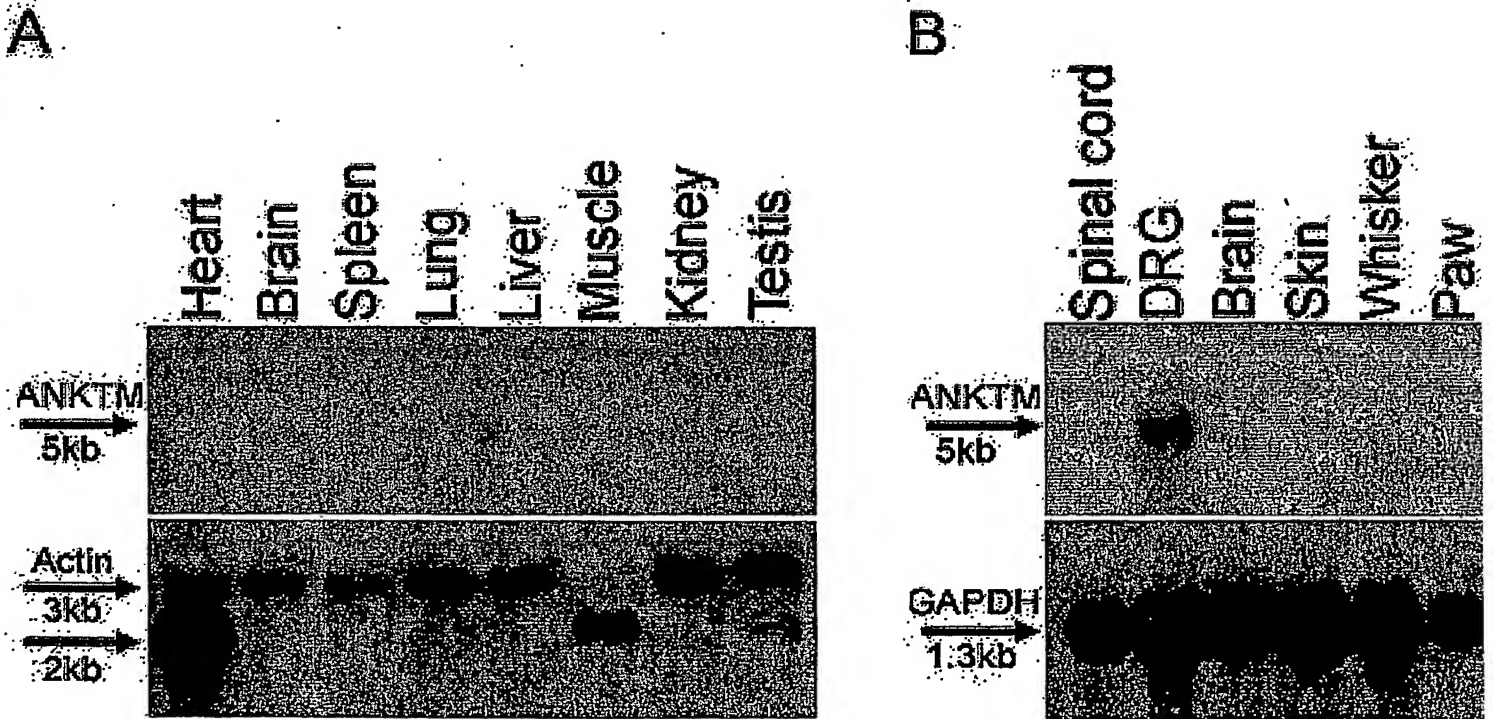 A
Heart
Brain
Spleen
Lung
Liver
Muscle
Kidney
Testis
ANKTM
5kb
Actin
3kb
2kb
B
Spinal cord
DRG
Brain
Skin
Whisker
Paw
ANKTM
5kb
GAPDH
1.3kb